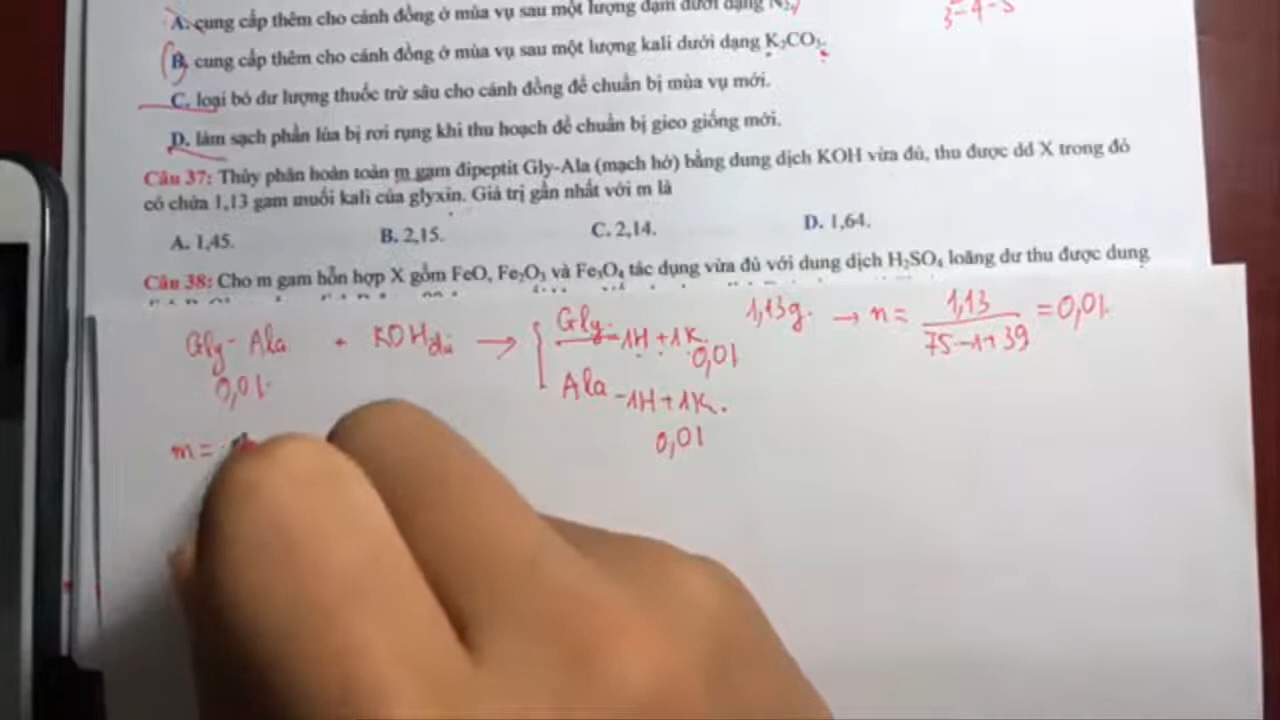 A. cung cấp thêm cho cánh đồng ở mùa vụ sau một lượng đạm dưới dạng N₂.
3-4-5
B. cung cấp thêm cho cánh đồng ở mùa vụ sau một lượng kali dưới dạng K₂CO₃.
C. loại bỏ dư lượng thuốc trừ sâu cho cánh đồng để chuẩn bị mùa vụ mới.
D. làm sạch phần lúa bị rơi rụng khi thu hoạch để chuẩn bị gieo giống mới.
Câu 37: Thủy phân hoàn toàn m gam đipeptit Gly-Ala (mạch hở) bằng dung dịch KOH vừa đủ, thu được dd X trong đó
có chứa 1,13 gam muối kali của glyxin. Giá trị gần nhất với m là
A. 1,45. B. 2,15. C. 2,14. D. 1,64.
Câu 38: Cho m gam hỗn hợp X gồm FeO, Fe₂O₃ và Fe₃O₄ tác dụng vừa đủ với dung dịch H₂SO₄ loãng dư thu được dung
Gly-Ala + KOH đủ → { Gly -1H+1K. 1,13g. → n = 1,13 / 75-1+39 = 0,01.
0,01. 0,01
Ala -1H+1K.
0,01
m =